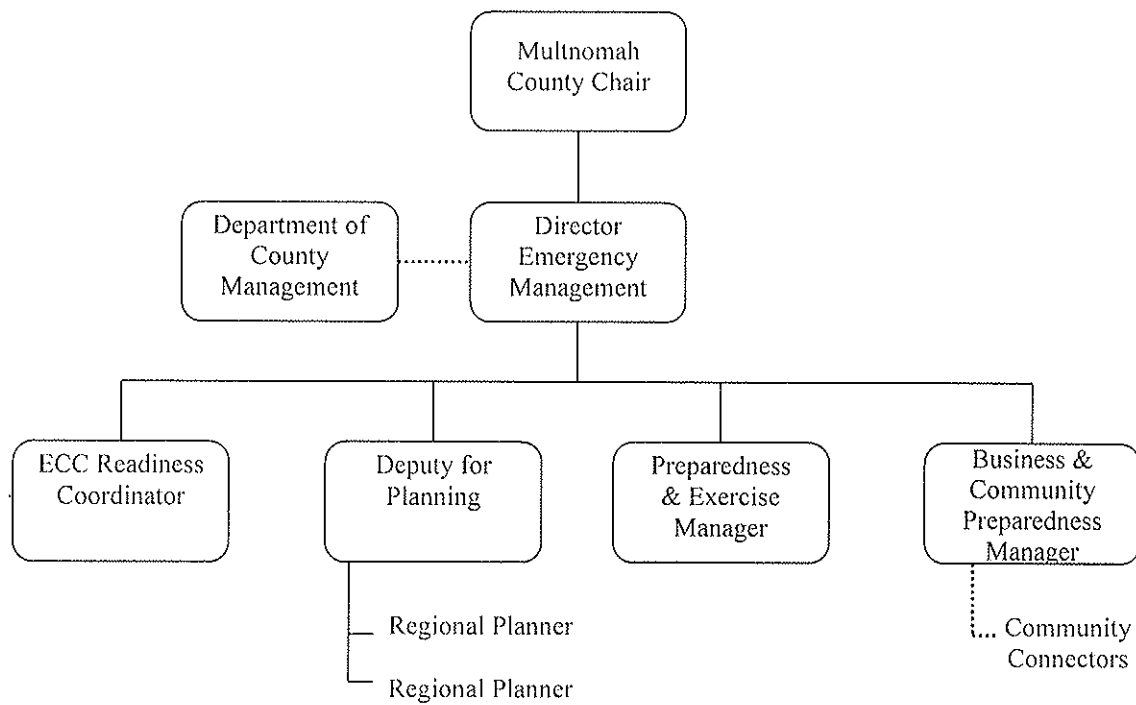 Multnomah
County Chair
Department of
County
Management
Director
Emergency
Management
ECC Readiness
Coordinator
Deputy for
Planning
Preparedness
& Exercise
Manager
Business &
Community
Preparedness
Manager
Regional Planner
Regional Planner
Community
Connectors